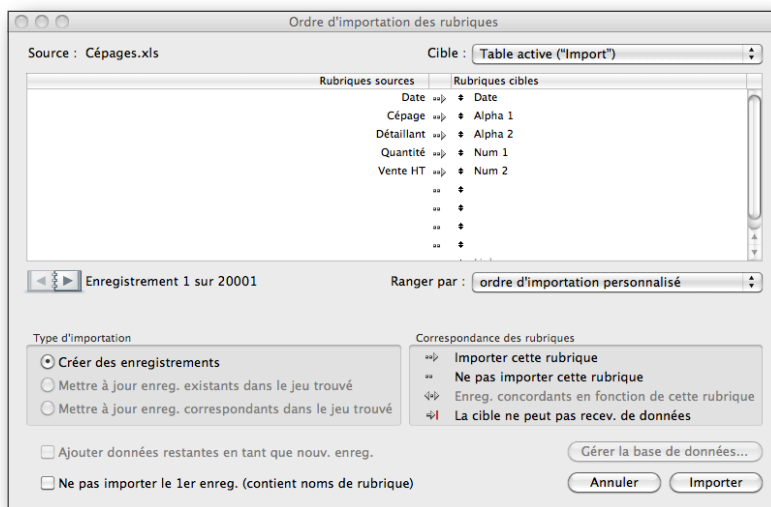 Ordre d'importation des rubriques
Source : Cépages.xls
Cible : Table active ("Import")
Rubriques sources Rubriques cibles
Date Date
Cépage Alpha 1
Détaillant Alpha 2
Quantité Num 1
Vente HT Num 2
Enregistrement 1 sur 20001
Ranger par : ordre d'importation personnalisé
Type d'importation
Créer des enregistrements
Mettre à jour enreg. existants dans le jeu trouvé
Mettre à jour enreg. correspondants dans le jeu trouvé
Correspondance des rubriques
Importer cette rubrique
Ne pas importer cette rubrique
Enreg. concordants en fonction de cette rubrique
La cible ne peut pas recev. de données
Ajouter données restantes en tant que nouv. enreg.
Gérer la base de données...
Ne pas importer le 1er enreg. (contient noms de rubrique)
Annuler
Importer